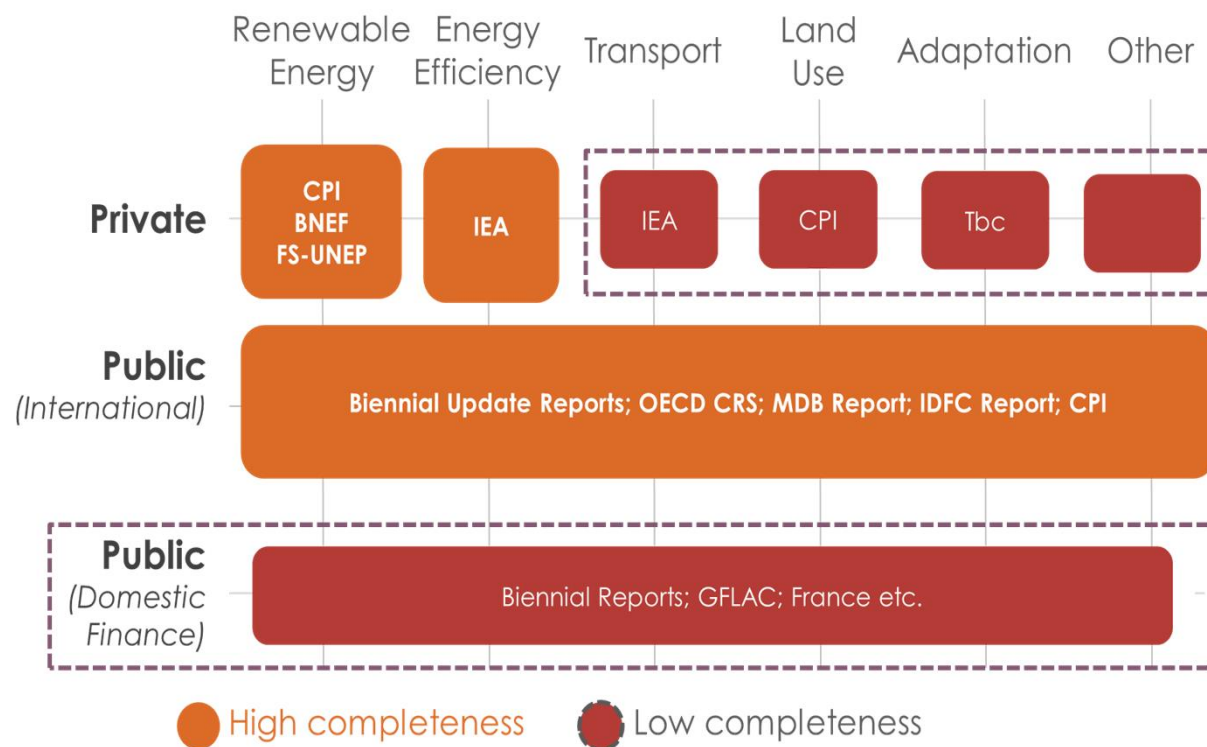 Renewable
Energy
Energy
Efficiency
Transport
Land
Use
Adaptation
Other
Private
CPI
BNEF
FS-UNEP
IEA
IEA
CPI
Tbc
Public
(International)
Biennial Update Reports; OECD CRS; MDB Report; IDFC Report; CPI
Public
(Domestic
Finance)
Biennial Reports; GFLAC; France etc.
High completeness
Low completeness